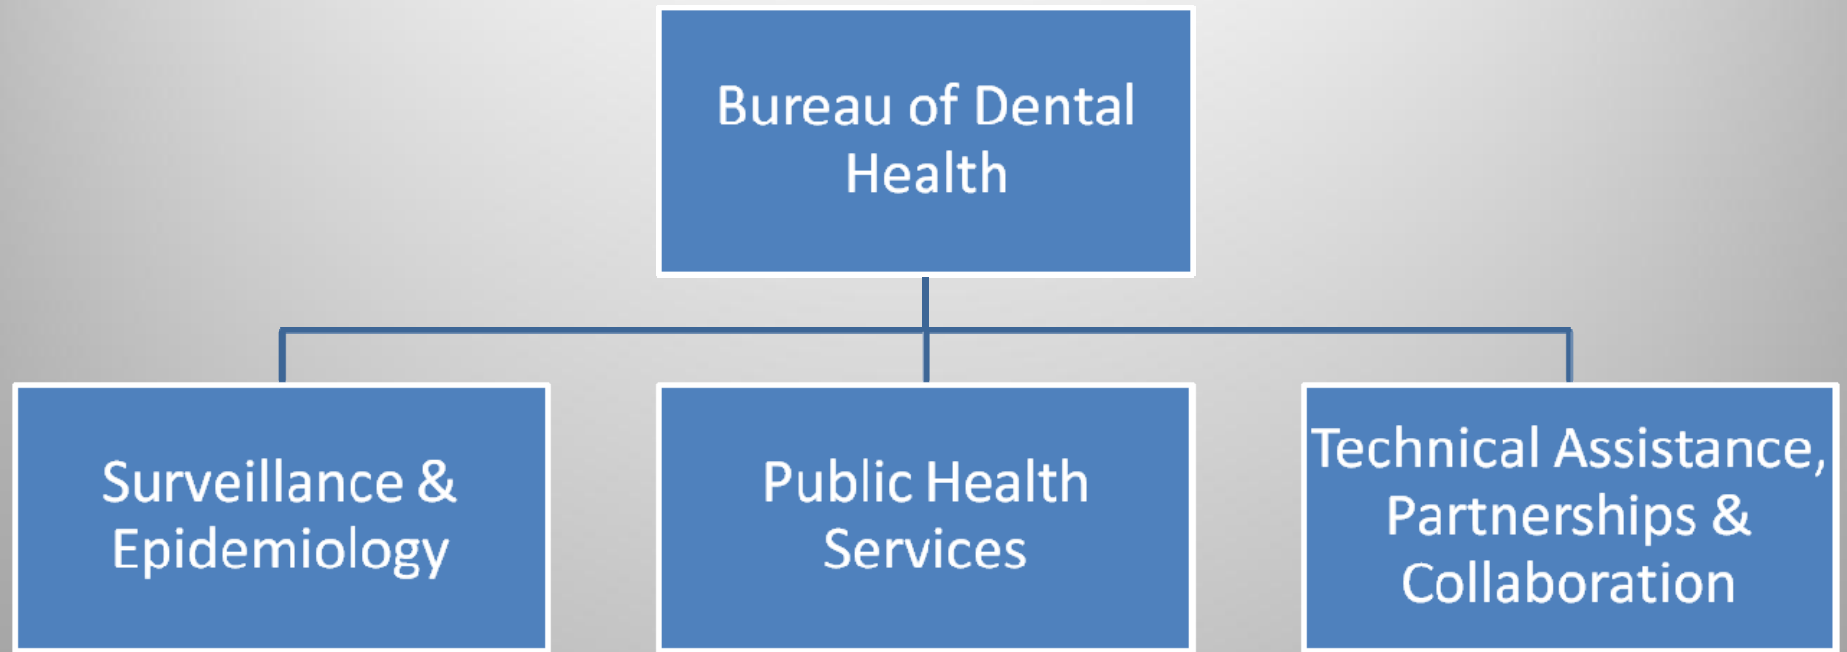 Bureau of Dental
Health
Surveillance &
Epidemiology
Public Health
Services
Technical Assistance,
Partnerships &
Collaboration